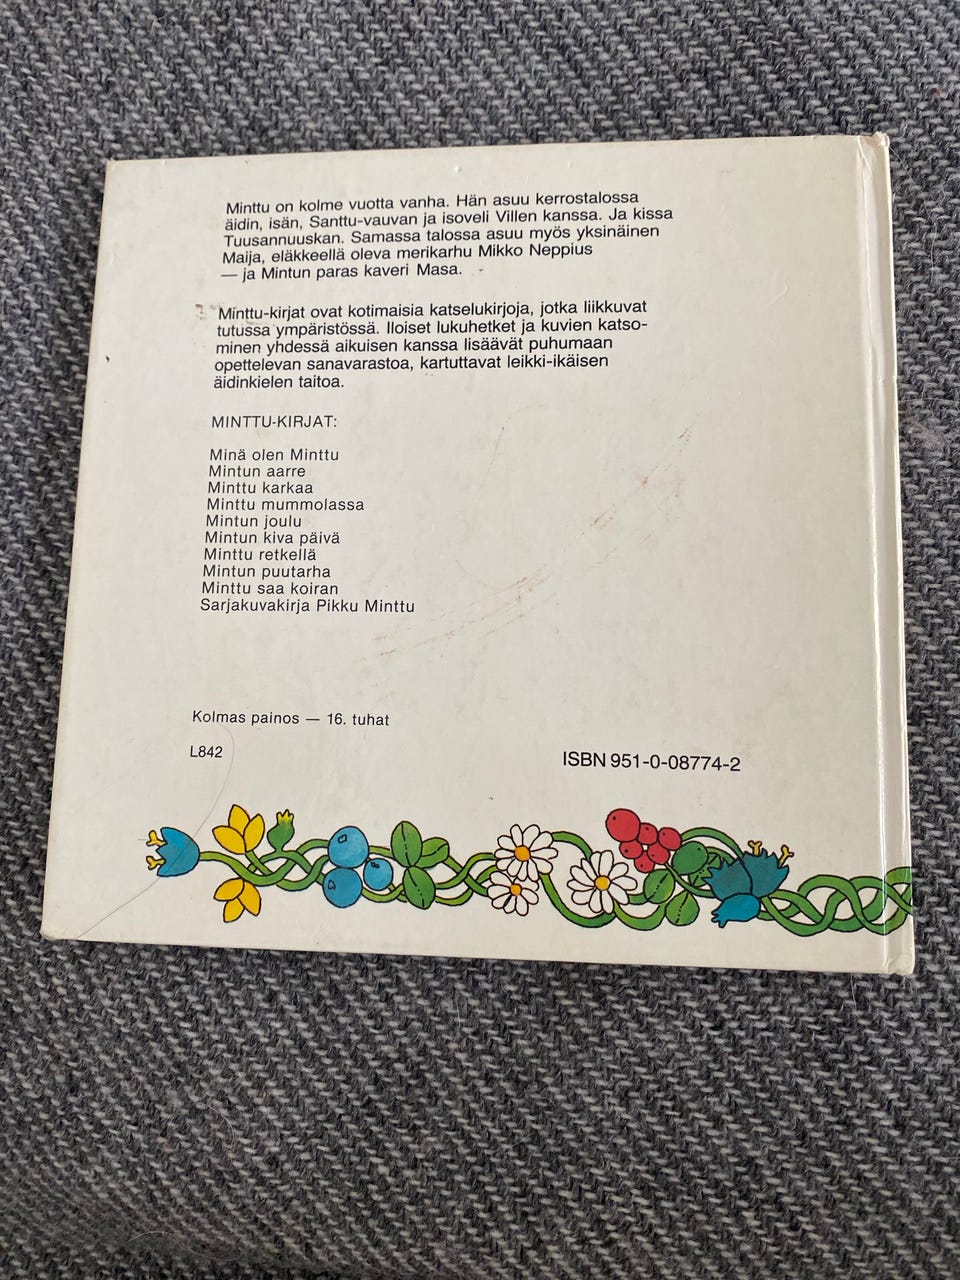 Minttu on kolme vuotta vanha. Hän asuu kerrostalossa
äidin, isän, Santtu-vauvan ja isoveli Villen kanssa. Ja kissa
Tuusannuuskan. Samassa talossa asuu myös yksinäinen
Maija, eläkkeellä oleva merikarhu Mikko Neppius
— ja Mintun paras kaveri Masa.
Minttu-kirjat ovat kotimaisia katselukirjoja, jotka liikkuvat
tutussa ympäristössä. Iloiset lukuhetket ja kuvien katso-
minen yhdessä aikuisen kanssa lisäävät puhumaan
opettelevan sanavarastoa, kartuttavat leikki-ikäisen
äidinkielen taitoa.
MINTTU-KIRJAT:
Minä olen Minttu
Mintun aarre
Minttu karkaa
Minttu mummolassa
Mintun joulu
Mintun kiva päivä
Minttu retkellä
Mintun puutarha
Minttu saa koiran
Sarjakuvakirja Pikku Minttu
Kolmas painos — 16. tuhat
L842
ISBN 951-0-08774-2